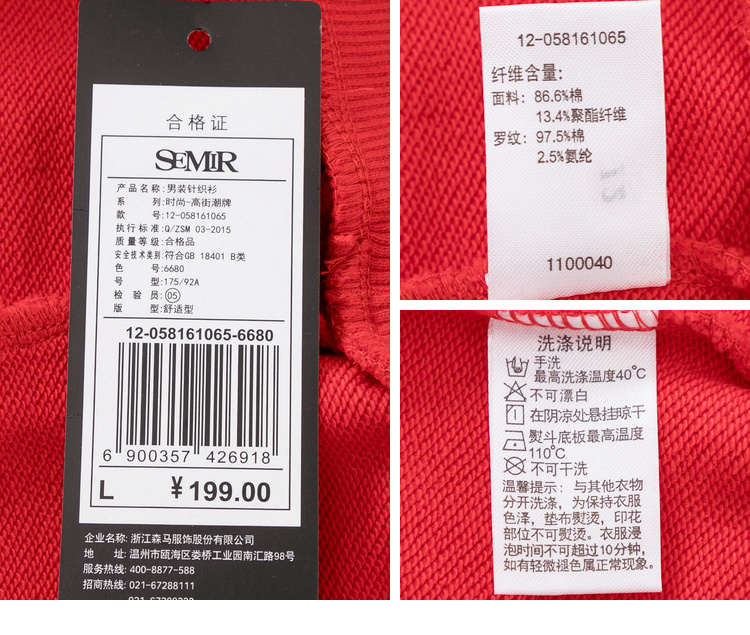 合格证
SEMIR
产品名称:男装针织衫
系 列:时尚-高街潮牌
款 号:12-058161065
执行标准:Q/ZSM 03-2015
质量等级:合格品
安全技术类别:符合GB 18401 B类
色 号:6680
号 型:175/92A
检 验 员:05
版 型:舒适型
12-058161065-6680
6 900357 426918
L ¥199.00
企业名称:浙江森马服饰股份有限公司
地 址:温州市瓯海区娄桥工业园南汇路98号
服务热线:400-8877-588
招商热线:021-67288111
12-058161065
纤维含量:
面料: 86.6%棉
13.4%聚酯纤维
罗纹: 97.5%棉
2.5%氨纶
1100040
洗涤说明
手洗
最高洗涤温度40°C
不可漂白
在阴凉处悬挂晾干
熨斗底板最高温度
110°C
不可干洗
温馨提示: 与其他衣物
分开洗涤, 为保持衣服
色泽, 垫布熨烫, 印花
部位不可熨烫。衣服浸
泡时间不可超过10分钟,
如有轻微褪色属正常现象。